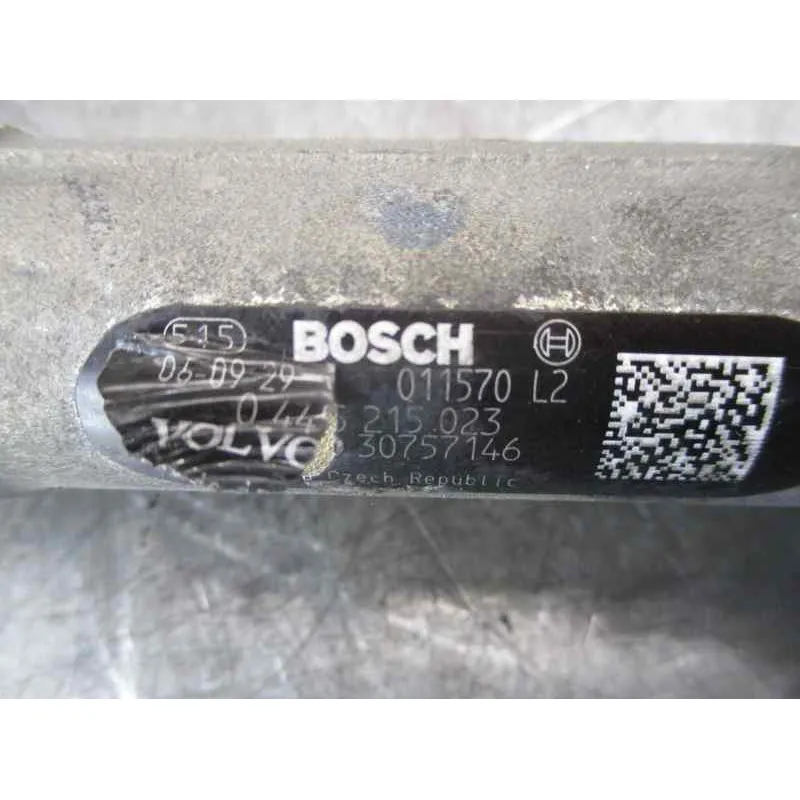 515 BOSCH
06-09-29 011570 L2
0 445 215 023
VOLVO 30757146
Czech Republic